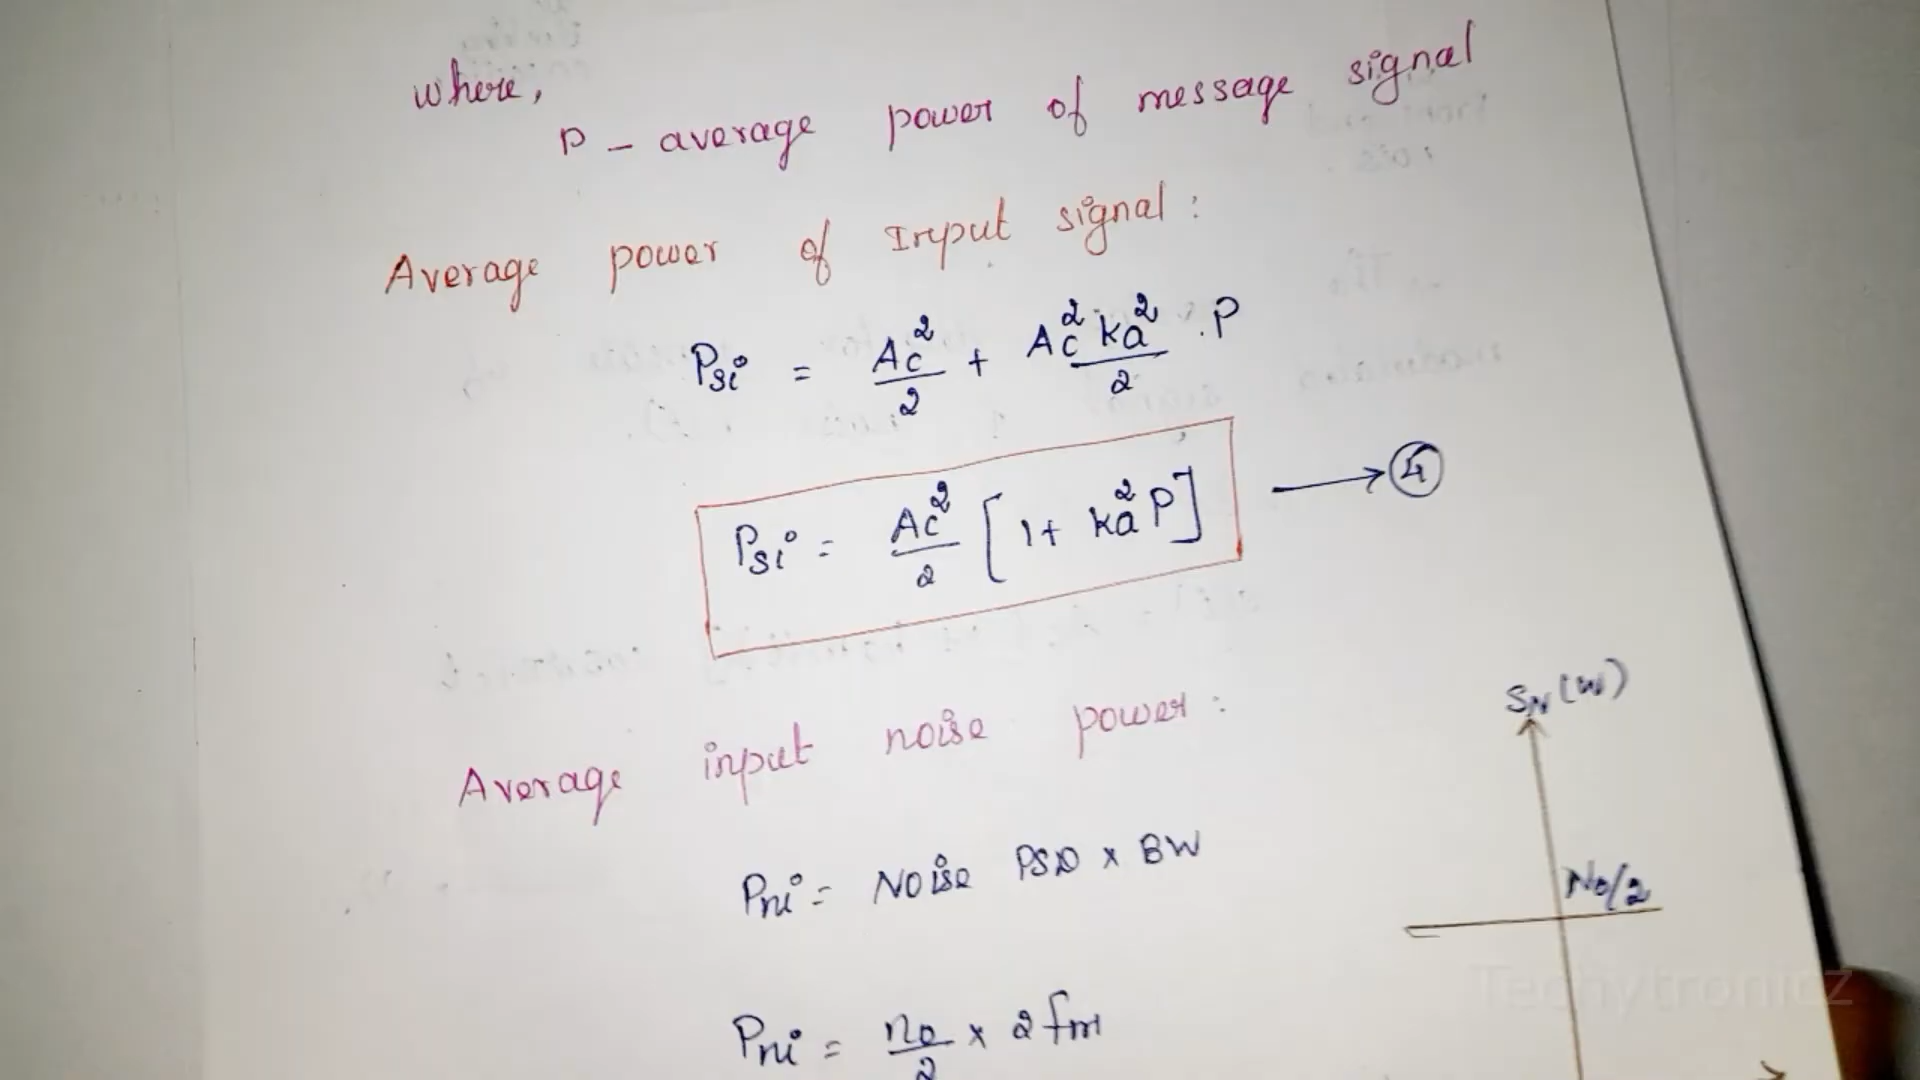 where,
P - average power of message signal
Average power of Input signal:
Psi = Ac²/2 + Ac² ka²/2 . P
Psi = Ac²/2 [1 + ka² P] → ④
Average input noise power:
SN(w)
Pni = Noise PSD x BW
No/2
Pni = no/2 x 2fm
Techytronicz